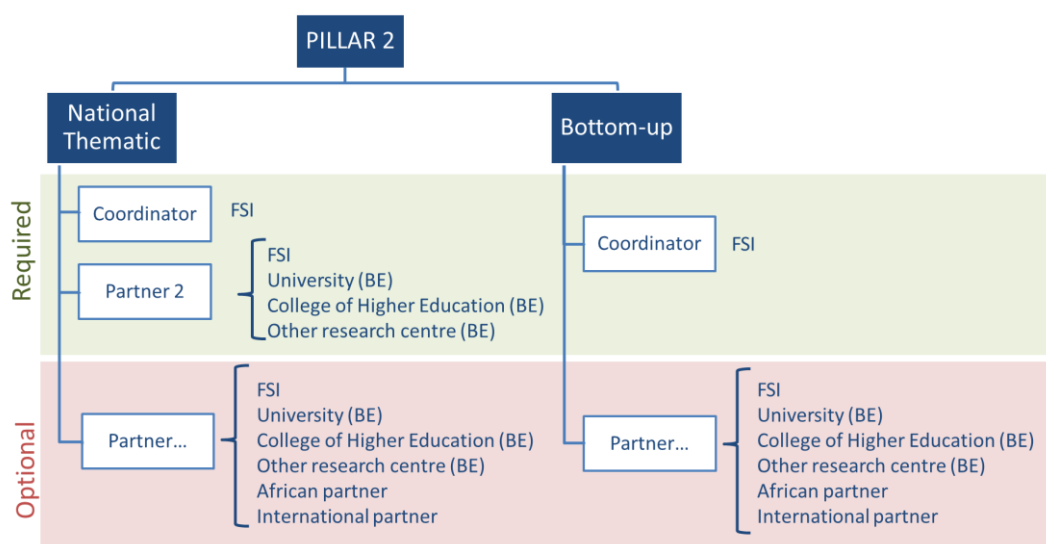 PILLAR 2
National
Thematic
Bottom-up
Required
Coordinator
FSI
Partner 2
FSI
University (BE)
College of Higher Education (BE)
Other research centre (BE)
Coordinator
FSI
Optional
Partner...
FSI
University (BE)
College of Higher Education (BE)
Other research centre (BE)
African partner
International partner
Partner...
FSI
University (BE)
College of Higher Education (BE)
Other research centre (BE)
African partner
International partner